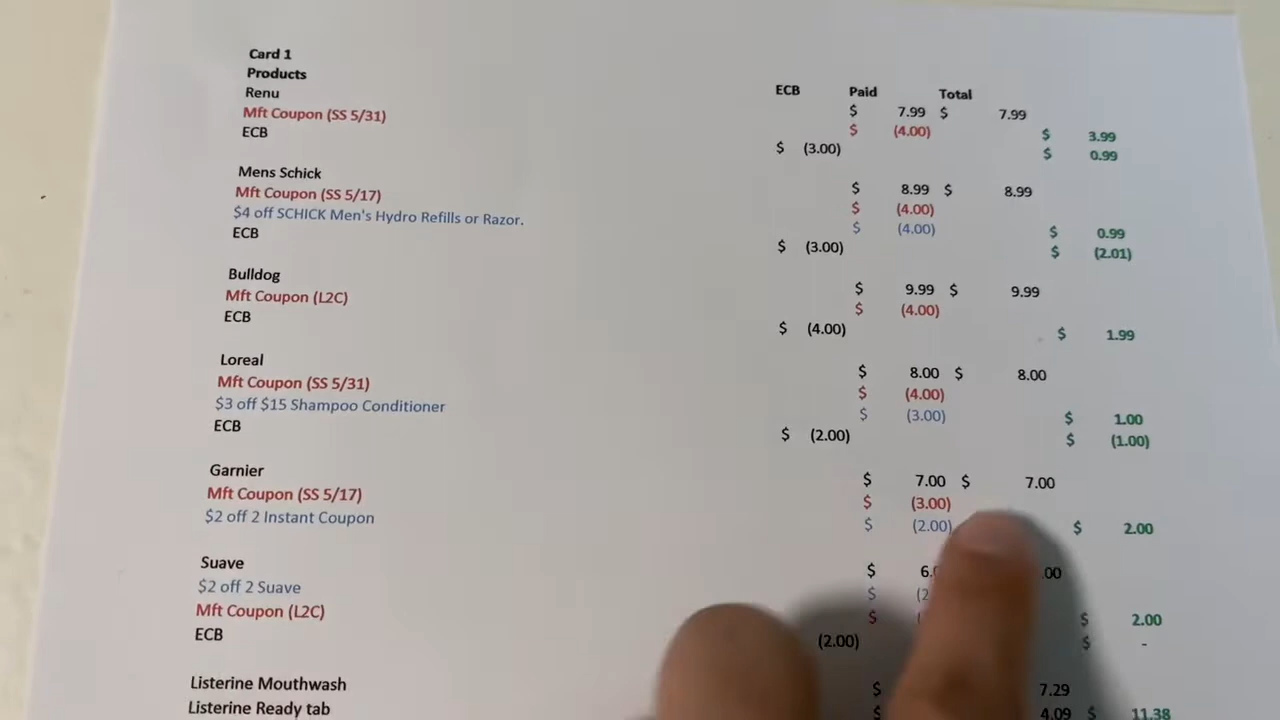 Card 1
Products
ECB Paid Total
Renu $ 7.99 $ 7.99
Mft Coupon (SS 5/31) $ (4.00) $ 3.99
ECB $ (3.00) $ 0.99
Mens Schick $ 8.99 $ 8.99
Mft Coupon (SS 5/17) $ (4.00)
$4 off SCHICK Men's Hydro Refills or Razor. $ (4.00) $ 0.99
ECB $ (3.00) $ (2.01)
Bulldog $ 9.99 $ 9.99
Mft Coupon (L2C) $ (4.00)
ECB $ (4.00) $ 1.99
Loreal $ 8.00 $ 8.00
Mft Coupon (SS 5/31) $ (4.00)
$3 off $15 Shampoo Conditioner $ (3.00) $ 1.00
ECB $ (2.00) $ (1.00)
Garnier $ 7.00 $ 7.00
Mft Coupon (SS 5/17) $ (3.00)
$2 off 2 Instant Coupon $ (2.00) $ 2.00
Suave $ .00
$2 off 2 Suave $
Mft Coupon (L2C) $ $ 2.00
ECB (2.00) $ -
Listerine Mouthwash $ 7.29
Listerine Ready tab $ 4.09 $ 11.38